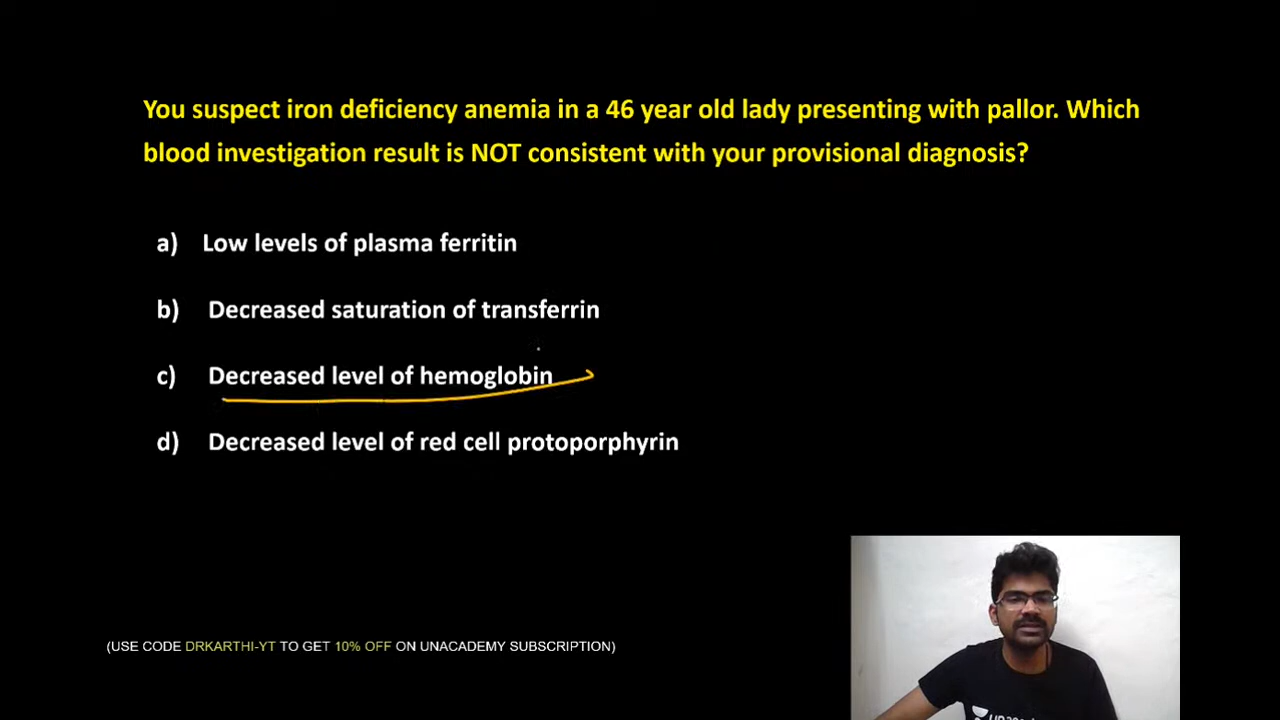 You suspect iron deficiency anemia in a 46 year old lady presenting with pallor. Which
blood investigation result is NOT consistent with your provisional diagnosis?
a) Low levels of plasma ferritin
b) Decreased saturation of transferrin
c) Decreased level of hemoglobin
d) Decreased level of red cell protoporphyrin
(USE CODE DRKARTHI-YT TO GET 10% OFF ON UNACADEMY SUBSCRIPTION)